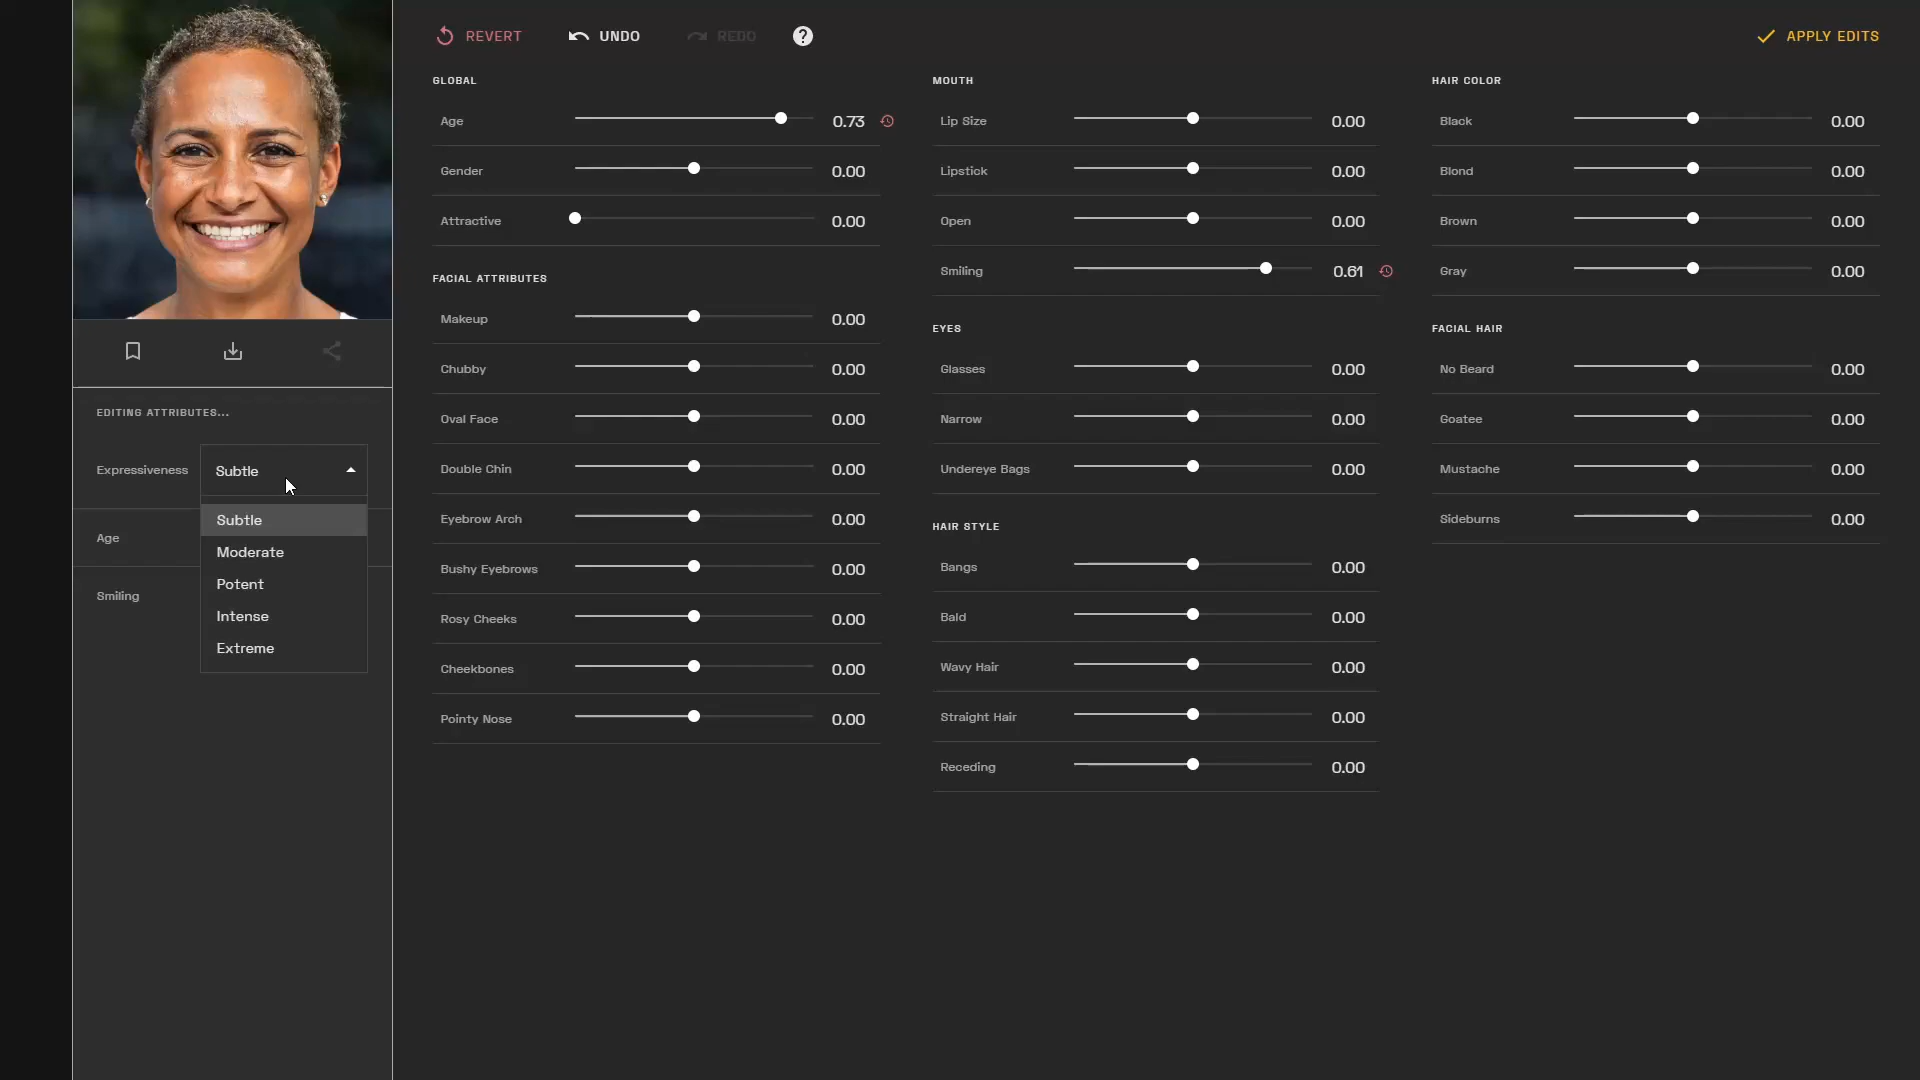 REVERT
UNDO
REDO
?
APPLY EDITS
GLOBAL
Age 0.73
Gender 0.00
Attractive 0.00
FACIAL ATTRIBUTES
Makeup 0.00
Chubby 0.00
Oval Face 0.00
Double Chin 0.00
Eyebrow Arch 0.00
Bushy Eyebrows 0.00
Rosy Cheeks 0.00
Cheekbones 0.00
Pointy Nose 0.00
MOUTH
Lip Size 0.00
Lipstick 0.00
Open 0.00
Smiling 0.61
EYES
Glasses 0.00
Narrow 0.00
Undereye Bags 0.00
HAIR STYLE
Bangs 0.00
Bald 0.00
Wavy Hair 0.00
Straight Hair 0.00
Receding 0.00
HAIR COLOR
Black 0.00
Blond 0.00
Brown 0.00
Gray 0.00
FACIAL HAIR
No Beard 0.00
Goatee 0.00
Mustache 0.00
Sideburns 0.00
EDITING ATTRIBUTES...
Expressiveness Subtle
Subtle
Moderate
Potent
Intense
Extreme
Age
Smiling